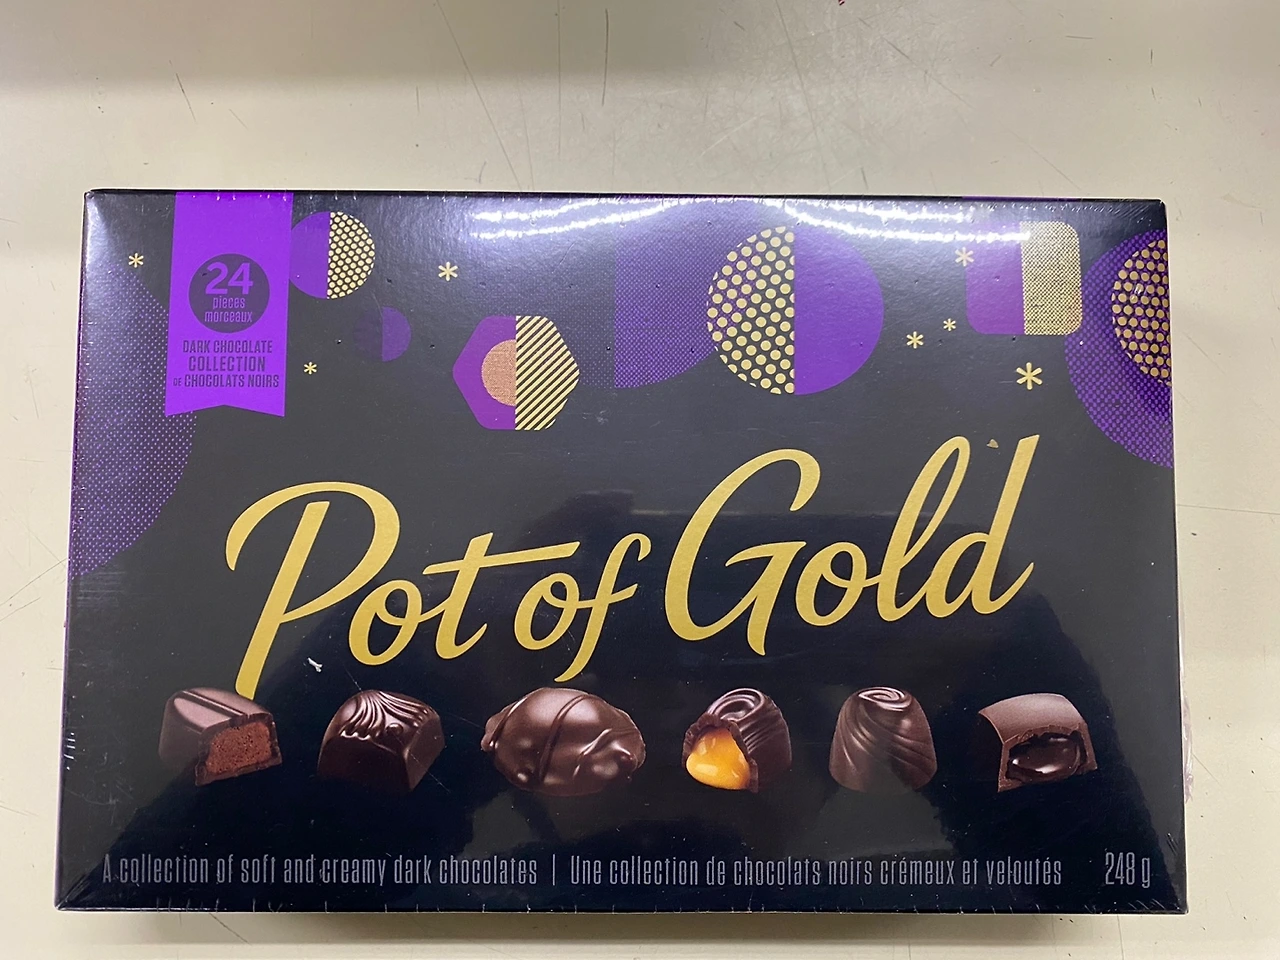 24
pieces
morceaux
DARK CHOCOLATE
COLLECTION
DE CHOCOLATS NOIRS
Pot of Gold
A collection of soft and creamy dark chocolates | Une collection de chocolats noirs crémeux et veloutés 248 g